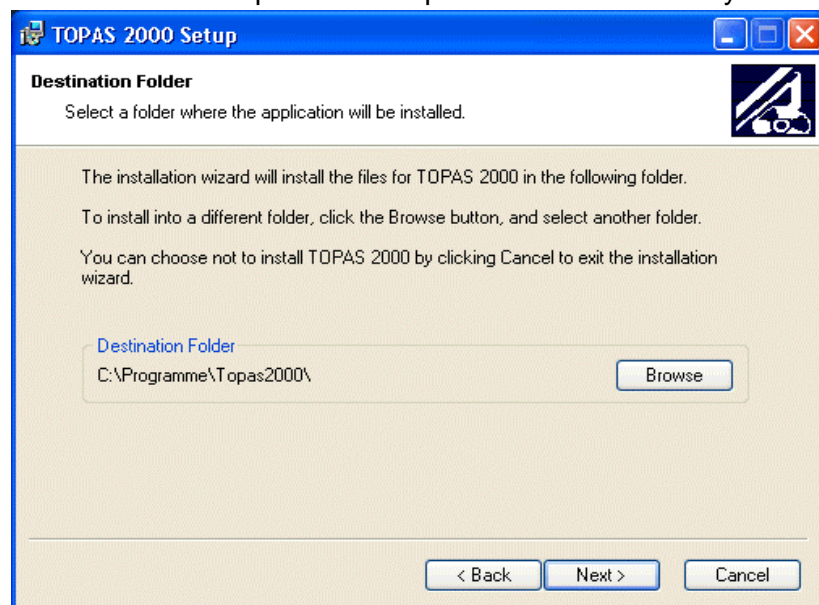 TOPAS 2000 Setup
Destination Folder
Select a folder where the application will be installed.
The installation wizard will install the files for TOPAS 2000 in the following folder.
To install into a different folder, click the Browse button, and select another folder.
You can choose not to install TOPAS 2000 by clicking Cancel to exit the installation
wizard.
Destination Folder
C:\Programme\Topas2000\
Browse
< Back
Next >
Cancel